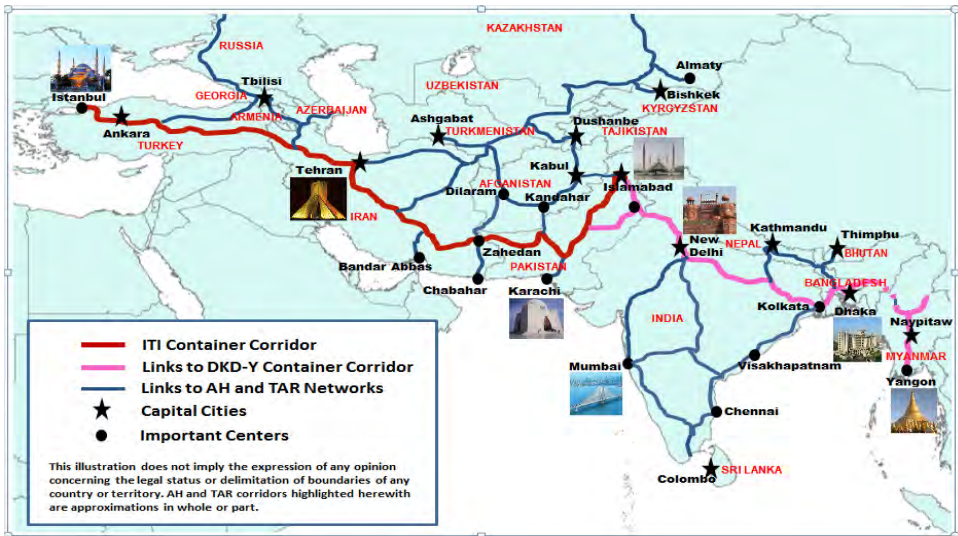 KAZAKHSTAN
RUSSIA
Almaty
Tbilisi
UZBEKISTAN
Bishkek
Istanbul
GEORGIA
KYRGYZSTAN
AZERBAIJAN
ARMENIA
Ashgabat
Dushanbe
Ankara
TURKMENISTAN
TAJIKISTAN
TURKEY
Kabul
Tehran
Islamabad
AFGANISTAN
Dilaram
Kandahar
IRAN
Kathmandu
Thimphu
New
Delhi
NEPAL
Zahedan
BHUTAN
Bandar Abbas
PAKISTAN
BANGLADESH
Chabahar
Karachi
Kolkata
Dhaka
INDIA
Naypitaw
MYANMAR
Mumbai
Visakhapatnam
Yangon
Chennai
SRI LANKA
Colombo
ITI Container Corridor
Links to DKD-Y Container Corridor
Links to AH and TAR Networks
Capital Cities
Important Centers
This illustration does not imply the expression of any opinion
concerning the legal status or delimitation of boundaries of any
country or territory. AH and TAR corridors highlighted herewith
are approximations in whole or part.